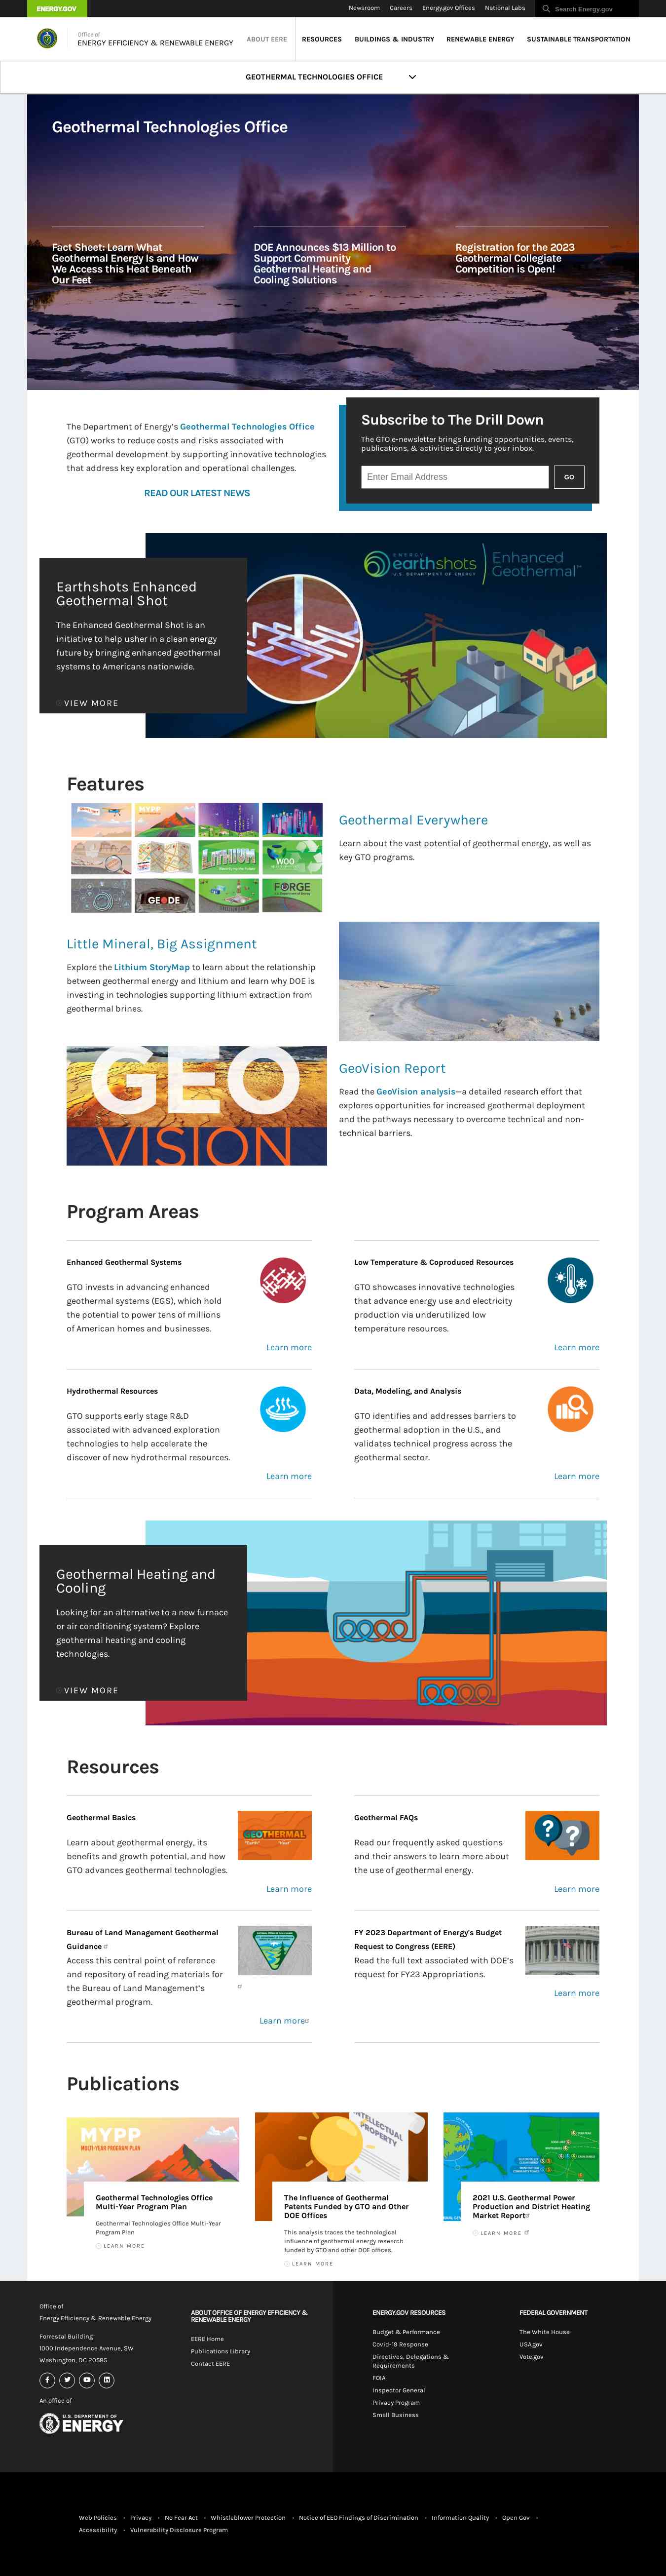 ENERGY.GOV
Newsroom Careers Energy.gov Offices National Labs Search Energy.gov
Office of
ENERGY EFFICIENCY & RENEWABLE ENERGY
ABOUT EERE RESOURCES BUILDINGS & INDUSTRY RENEWABLE ENERGY SUSTAINABLE TRANSPORTATION
GEOTHERMAL TECHNOLOGIES OFFICE
Geothermal Technologies Office
Fact Sheet: Learn What
Geothermal Energy Is and How
We Access this Heat Beneath
Our Feet
DOE Announces $13 Million to
Support Community
Geothermal Heating and
Cooling Solutions
Registration for the 2023
Geothermal Collegiate
Competition is Open!
The Department of Energy's Geothermal Technologies Office
(GTO) works to reduce costs and risks associated with
geothermal development by supporting innovative technologies
that address key exploration and operational challenges.
READ OUR LATEST NEWS
Subscribe to The Drill Down
The GTO e-newsletter brings funding opportunities, events,
publications, & activities directly to your inbox.
Enter Email Address
GO
ENERGY
earthshots
U.S. DEPARTMENT OF ENERGY
Enhanced
Geothermal™
Earthshots Enhanced
Geothermal Shot
The Enhanced Geothermal Shot is an
initiative to help usher in a clean energy
future by bringing enhanced geothermal
systems to Americans nationwide.
VIEW MORE
Features
MYPP
LITHIUM
WOO
GEODE
FORGE
Geothermal Everywhere
Learn about the vast potential of geothermal energy, as well as
key GTO programs.
Little Mineral, Big Assignment
Explore the Lithium StoryMap to learn about the relationship
between geothermal energy and lithium and learn why DOE is
investing in technologies supporting lithium extraction from
geothermal brines.
GEO
VISION
GeoVision Report
Read the GeoVision analysis—a detailed research effort that
explores opportunities for increased geothermal deployment
and the pathways necessary to overcome technical and non-
technical barriers.
Program Areas
Enhanced Geothermal Systems
GTO invests in advancing enhanced
geothermal systems (EGS), which hold
the potential to power tens of millions
of American homes and businesses.
Learn more
Low Temperature & Coproduced Resources
GTO showcases innovative technologies
that advance energy use and electricity
production via underutilized low
temperature resources.
Learn more
Hydrothermal Resources
GTO supports early stage R&D
associated with advanced exploration
technologies to help accelerate the
discover of new hydrothermal resources.
Learn more
Data, Modeling, and Analysis
GTO identifies and addresses barriers to
geothermal adoption in the U.S., and
validates technical progress across the
geothermal sector.
Learn more
Geothermal Heating and
Cooling
Looking for an alternative to a new furnace
or air conditioning system? Explore
geothermal heating and cooling
technologies.
VIEW MORE
Resources
Geothermal Basics
Learn about geothermal energy, its
benefits and growth potential, and how
GTO advances geothermal technologies.
GEOTHERMAL
"Earth" "Heat"
Learn more
Geothermal FAQs
Read our frequently asked questions
and their answers to learn more about
the use of geothermal energy.
? ?
Learn more
Bureau of Land Management Geothermal
Guidance
Access this central point of reference
and repository of reading materials for
the Bureau of Land Management's
geothermal program.
Learn more
FY 2023 Department of Energy's Budget
Request to Congress (EERE)
Read the full text associated with DOE's
request for FY23 Appropriations.
Learn more
Publications
MYPP
MULTI-YEAR PROGRAM PLAN
Geothermal Technologies Office
Multi-Year Program Plan
Geothermal Technologies Office Multi-Year
Program Plan
LEARN MORE
INTELLECTUAL
PROPERTY
The Influence of Geothermal
Patents Funded by GTO and Other
DOE Offices
This analysis traces the technological
influence of geothermal energy research
funded by GTO and other DOE offices.
LEARN MORE
2021 U.S. Geothermal Power
Production and District Heating
Market Report
LEARN MORE
Office of
Energy Efficiency & Renewable Energy
Forrestal Building
1000 Independence Avenue, SW
Washington, DC 20585
An office of
U.S. DEPARTMENT OF
ENERGY
ABOUT OFFICE OF ENERGY EFFICIENCY &
RENEWABLE ENERGY
EERE Home
Publications Library
Contact EERE
ENERGY.GOV RESOURCES
Budget & Performance
Covid-19 Response
Directives, Delegations &
Requirements
FOIA
Inspector General
Privacy Program
Small Business
FEDERAL GOVERNMENT
The White House
USA.gov
Vote.gov
Web Policies • Privacy • No Fear Act • Whistleblower Protection • Notice of EEO Findings of Discrimination • Information Quality • Open Gov •
Accessibility • Vulnerability Disclosure Program